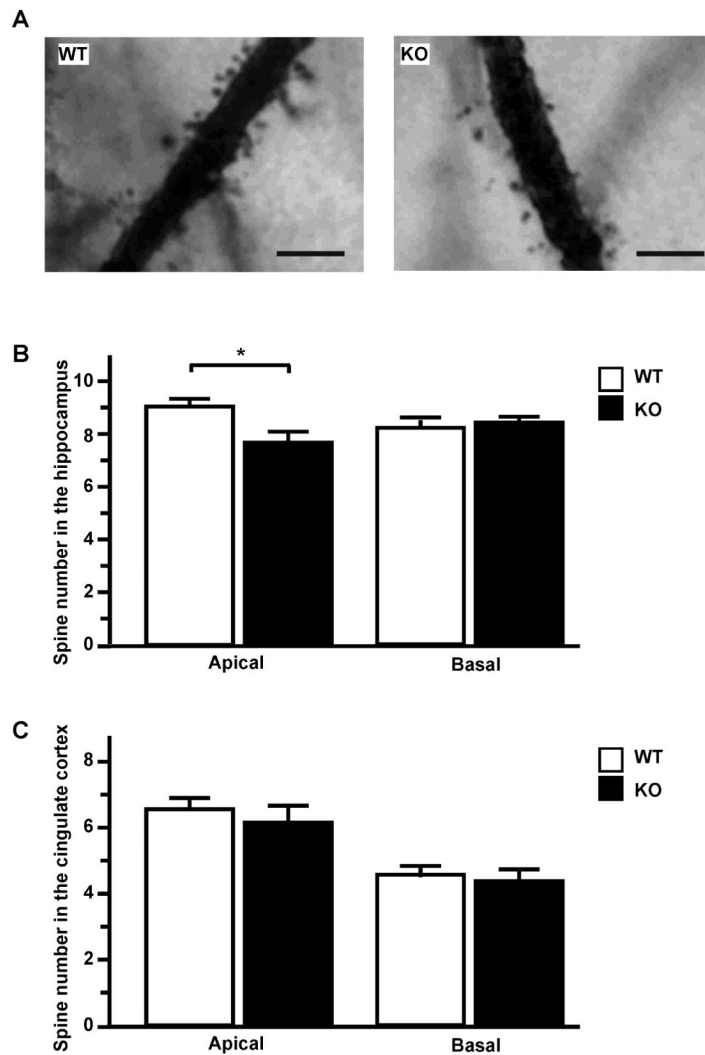 A
WT
KO
B
Spine number in the hippocampus
10
8
6
4
2
0
*
Apical
Basal
WT
KO
C
Spine number in the cingulate cortex
8
6
4
2
0
Apical
Basal
WT
KO